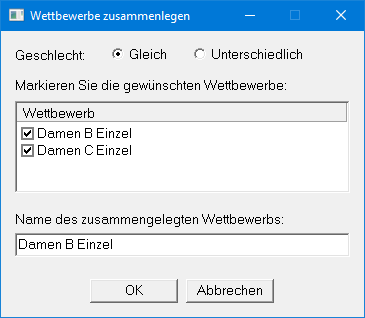 Wettbewerbe zusammenlegen
Geschlecht: Gleich Unterschiedlich
Markieren Sie die gewünschten Wettbewerbe:
Wettbewerb
Damen B Einzel
Damen C Einzel
Name des zusammengelegten Wettbewerbs:
Damen B Einzel
OK Abbrechen